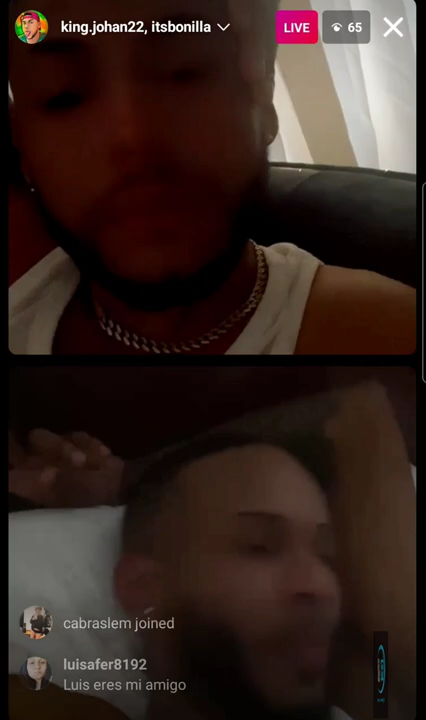 king.johan22, itsbonilla
LIVE
65
cabraslem joined
luisafer8192
Luis eres mi amigo